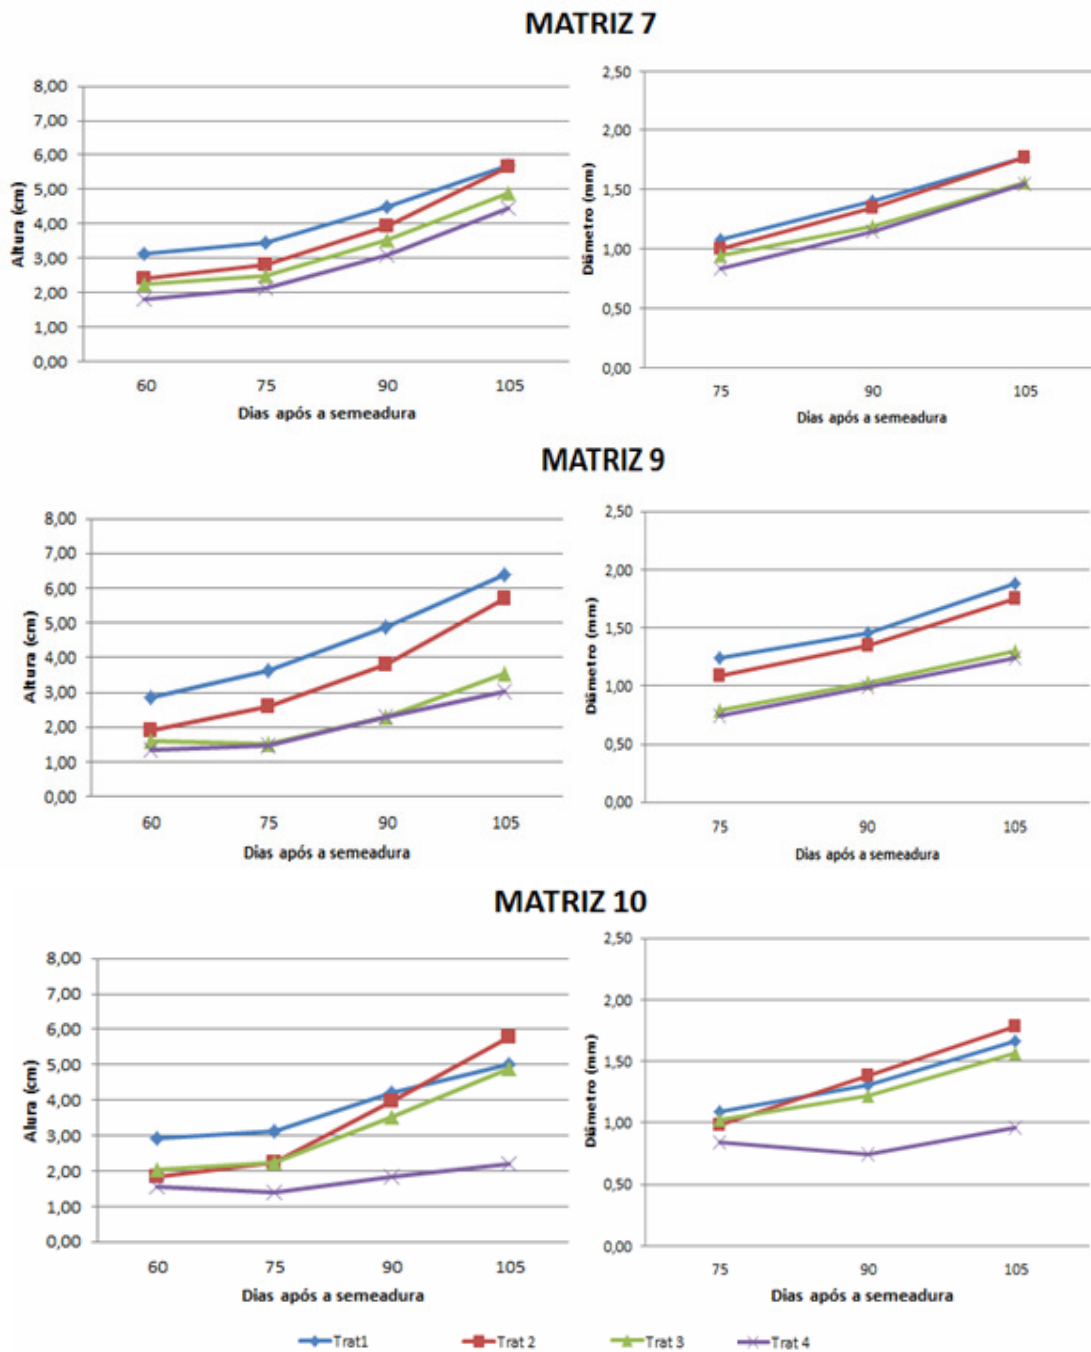 MATRIZ 7
8,00
7,00
6,00
5,00
4,00
3,00
2,00
1,00
0,00
Altura (cm)
60 75 90 105
Dias após a semeadura
2,50
2,00
1,50
1,00
0,50
0,00
Diâmetro (mm)
75 90 105
Dias após a semeadura
MATRIZ 9
8,00
7,00
6,00
5,00
4,00
3,00
2,00
1,00
0,00
Altura (cm)
60 75 90 105
Dias após a semeadura
2,50
2,00
1,50
1,00
0,50
0,00
Diâmetro (mm)
75 90 105
Dias após a semeadura
MATRIZ 10
8,00
7,00
6,00
5,00
4,00
3,00
2,00
1,00
0,00
Alura (cm)
60 75 90 105
Dias após a semeadura
2,50
2,00
1,50
1,00
0,50
0,00
Diâmetro (mm)
75 90 105
Dias após a semeadura
Trat1 Trat 2 Trat 3 Trat 4